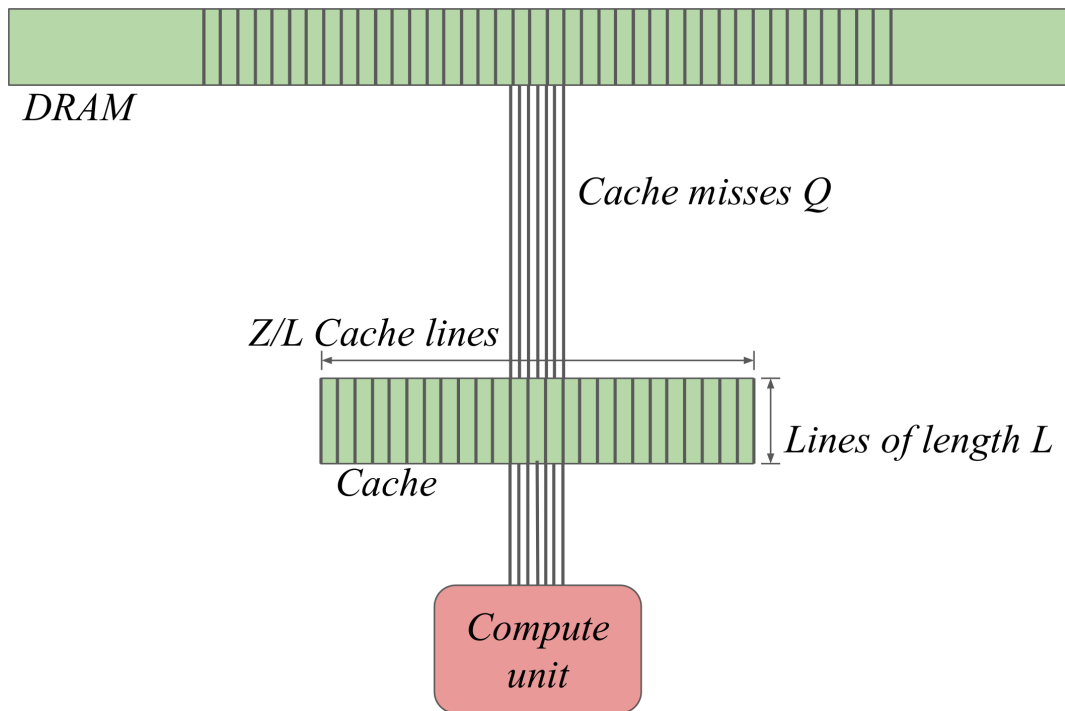 DRAM
Cache misses Q
Z/L Cache lines
Lines of length L
Cache
Compute
unit